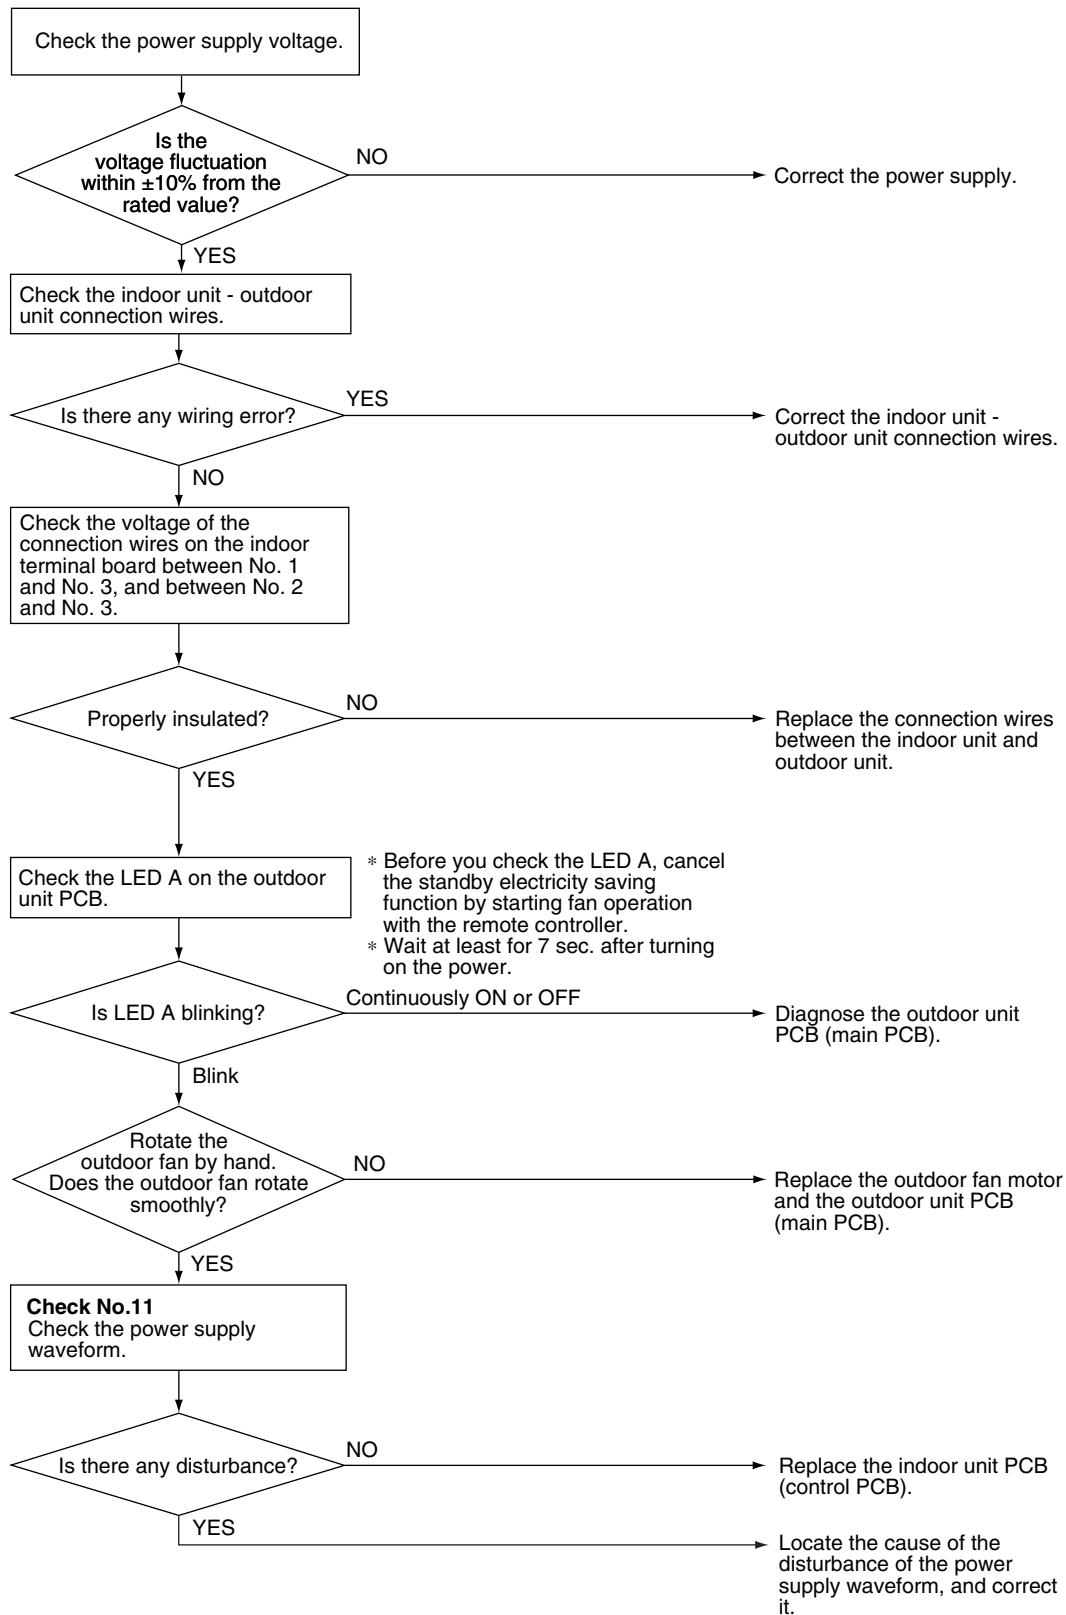 Check the power supply voltage.
Is the
voltage fluctuation
within ±10% from the
rated value?
NO
Correct the power supply.
YES
Check the indoor unit - outdoor
unit connection wires.
Is there any wiring error?
YES
Correct the indoor unit -
outdoor unit connection wires.
NO
Check the voltage of the
connection wires on the indoor
terminal board between No. 1
and No. 3, and between No. 2
and No. 3.
Properly insulated?
NO
Replace the connection wires
between the indoor unit and
outdoor unit.
YES
Check the LED A on the outdoor
unit PCB.
* Before you check the LED A, cancel
the standby electricity saving
function by starting fan operation
with the remote controller.
* Wait at least for 7 sec. after turning
on the power.
Is LED A blinking?
Continuously ON or OFF
Diagnose the outdoor unit
PCB (main PCB).
Blink
Rotate the
outdoor fan by hand.
Does the outdoor fan rotate
smoothly?
NO
Replace the outdoor fan motor
and the outdoor unit PCB
(main PCB).
YES
Check No.11
Check the power supply
waveform.
Is there any disturbance?
NO
Replace the indoor unit PCB
(control PCB).
YES
Locate the cause of the
disturbance of the power
supply waveform, and correct
it.